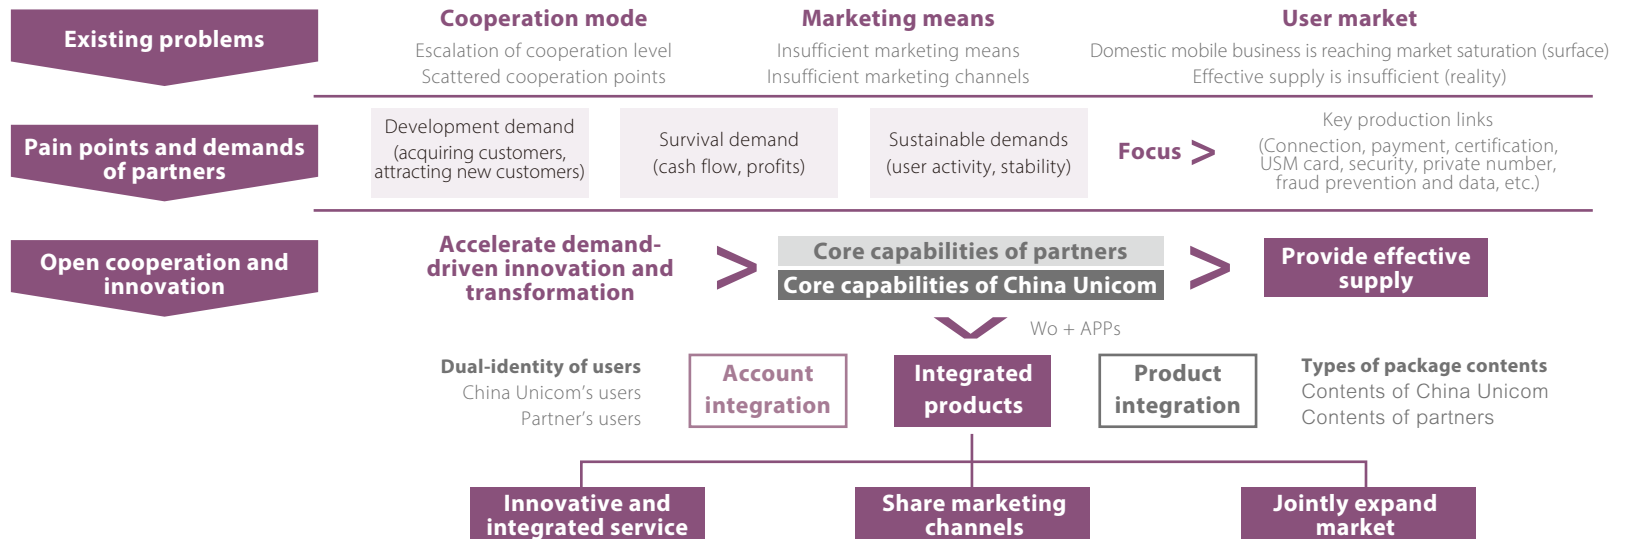 Existing problems
Cooperation mode
Escalation of cooperation level
Scattered cooperation points
Marketing means
Insufficient marketing means
Insufficient marketing channels
User market
Domestic mobile business is reaching market saturation (surface)
Effective supply is insufficient (reality)
Pain points and demands
of partners
Development demand
(acquiring customers,
attracting new customers)
Survival demand
(cash flow, profits)
Sustainable demands
(user activity, stability)
Focus >
Key production links
(Connection, payment, certification,
USM card, security, private number,
fraud prevention and data, etc.)
Open cooperation and
innovation
Accelerate demand-
driven innovation and
transformation
>
Core capabilities of partners
Core capabilities of China Unicom
>
Provide effective
supply
Wo + APPs
Dual-identity of users
China Unicom’s users
Partner’s users
Account
integration
Integrated
products
Product
integration
Types of package contents
Contents of China Unicom
Contents of partners
Innovative and
integrated service
Share marketing
channels
Jointly expand
market